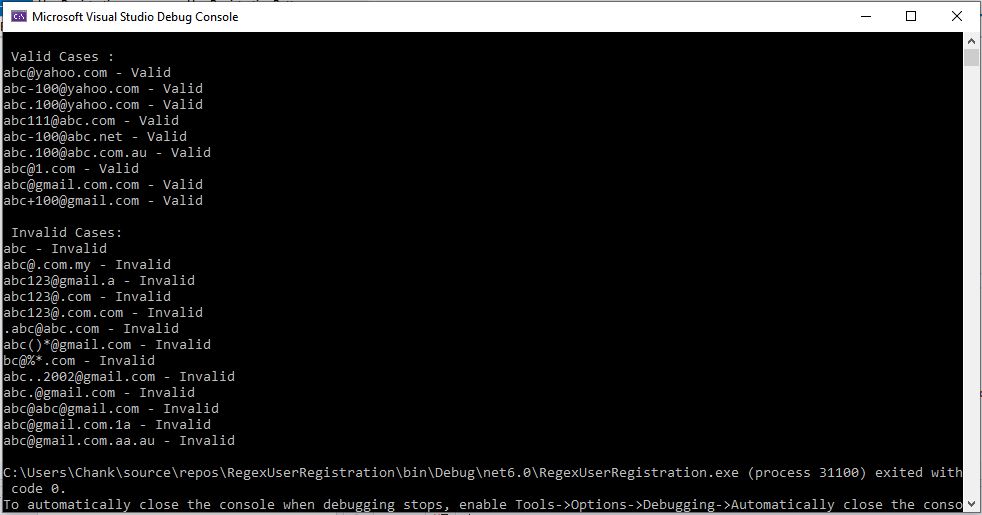 Microsoft Visual Studio Debug Console
Valid Cases :
abc@yahoo.com - Valid
abc-100@yahoo.com - Valid
abc.100@yahoo.com - Valid
abc111@abc.com - Valid
abc-100@abc.net - Valid
abc.100@abc.com.au - Valid
abc@1.com - Valid
abc@gmail.com.com - Valid
abc+100@gmail.com - Valid
Invalid Cases:
abc - Invalid
abc@.com.my - Invalid
abc123@gmail.a - Invalid
abc123@.com - Invalid
abc123@.com.com - Invalid
.abc@abc.com - Invalid
abc()*@gmail.com - Invalid
bc@%*.com - Invalid
abc..2002@gmail.com - Invalid
abc.@gmail.com - Invalid
abc@abc@gmail.com - Invalid
abc@gmail.com.1a - Invalid
abc@gmail.com.aa.au - Invalid
C:\Users\Chank\source\repos\RegexUserRegistration\bin\Debug\net6.0\RegexUserRegistration.exe (process 31100) exited with
code 0.
To automatically close the console when debugging stops, enable Tools->Options->Debugging->Automatically close the conso